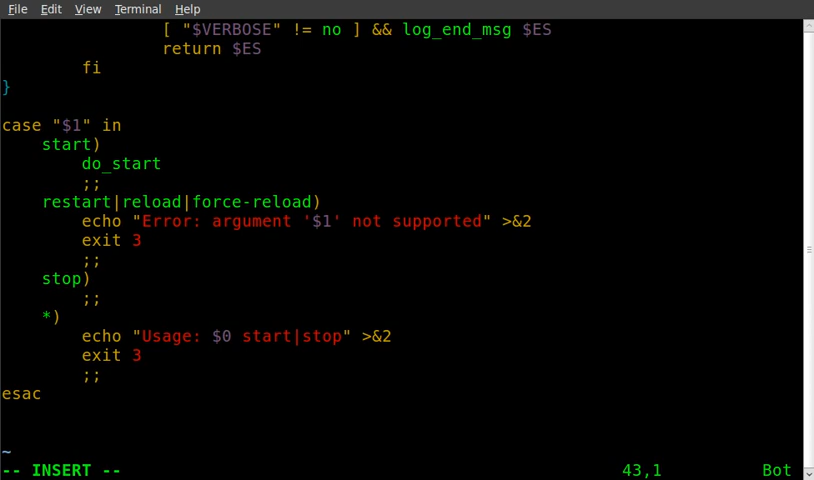 File Edit View Terminal Help
                [ "$VERBOSE" != no ] && log_end_msg $ES
                return $ES
        fi
}

case "$1" in
    start)
        do_start
        ;;
    restart|reload|force-reload)
        echo "Error: argument '$1' not supported" >&2
        exit 3
        ;;
    stop)
        ;;
    *)
        echo "Usage: $0 start|stop" >&2
        exit 3
        ;;
esac

~
-- INSERT -- 43,1 Bot